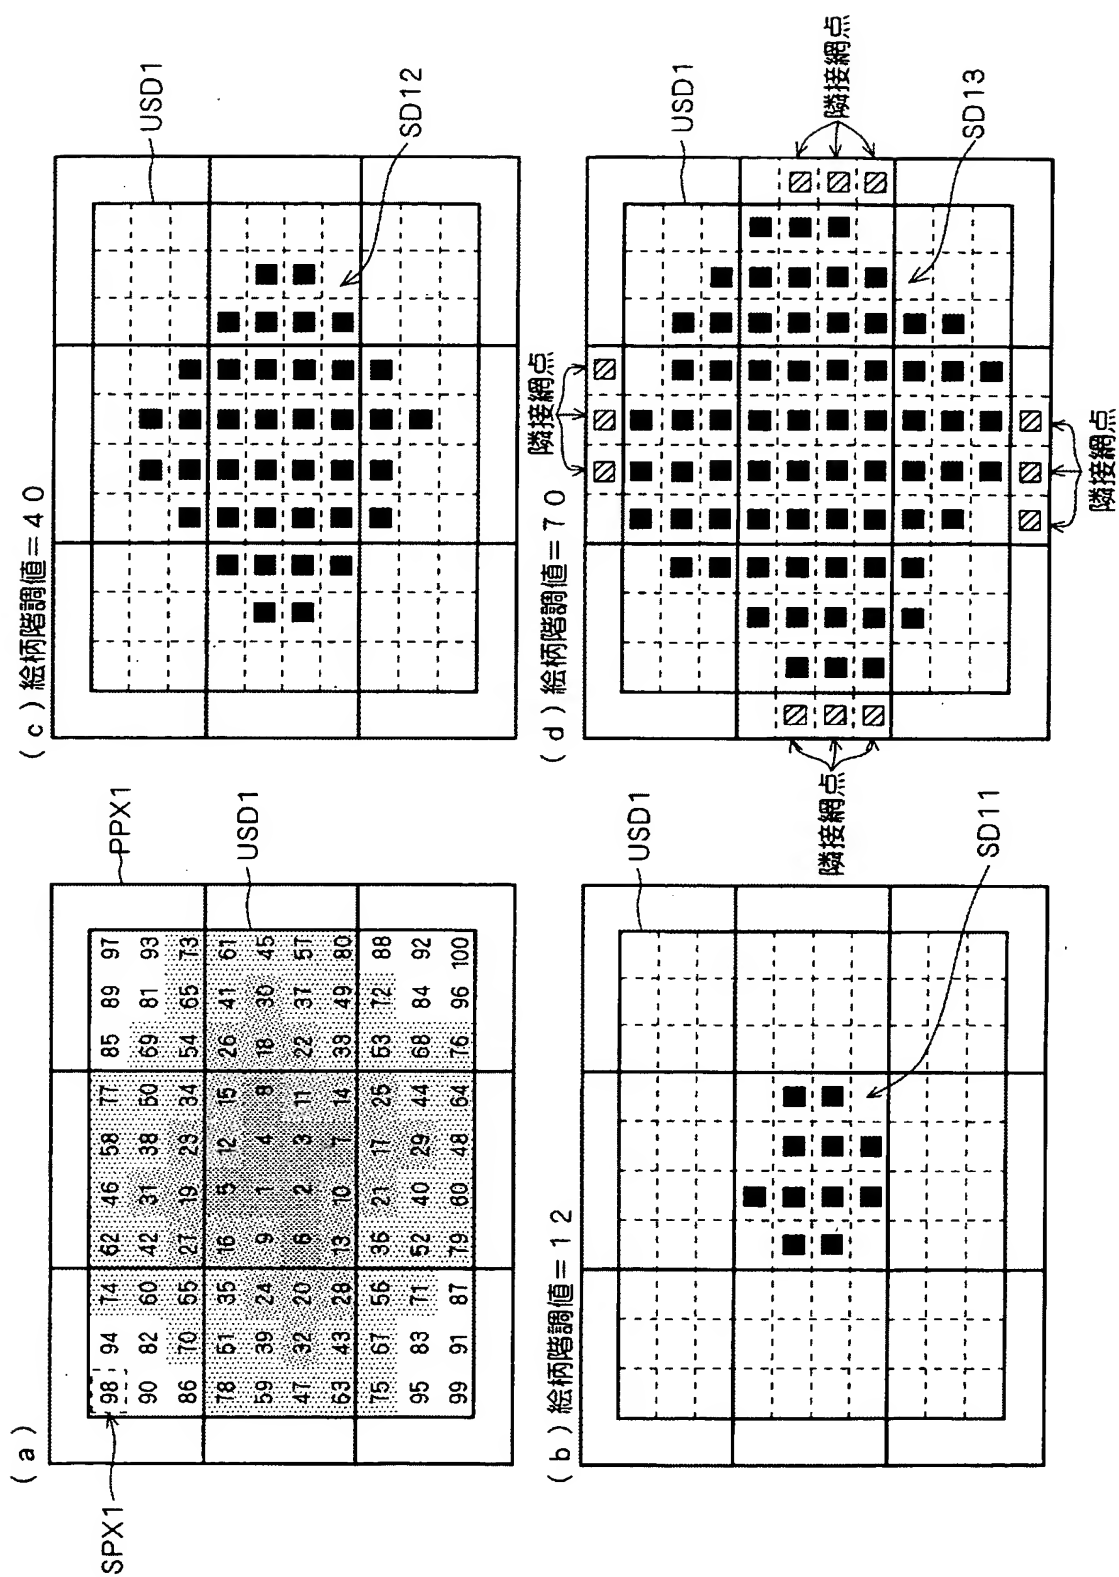 (a)
SPX1
PPX1
98 94 74 62 46 58 77 85 89 97
90 82 60 42 31 38 50 69 81 93
86 70 55 27 19 23 34 54 65 73
78 51 35 16 5 12 15 26 41 61
59 39 24 9 1 4 8 18 30 45
47 32 20 6 2 3 11 22 37 57
63 43 28 13 10 7 14 33 49 80
75 67 56 36 21 17 25 53 72 88
95 83 71 52 40 29 44 68 84 92
99 91 87 79 60 48 64 76 96 100
USD1
(c)絵柄階調値=40
USD1
SD12
(b)絵柄階調値=12
USD1
SD11
(d)絵柄階調値=70
隣接網点
USD1
隣接網点
隣接網点
SD13
隣接網点